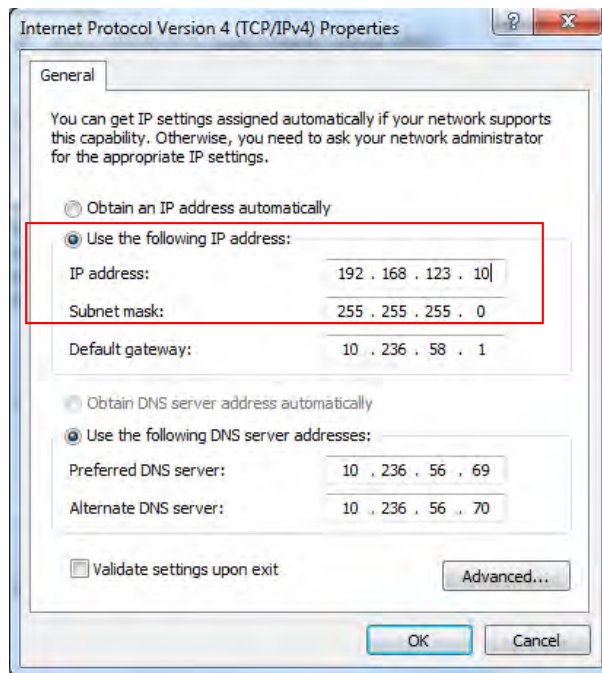 Internet Protocol Version 4 (TCP/IPv4) Properties
General
You can get IP settings assigned automatically if your network supports
this capability. Otherwise, you need to ask your network administrator
for the appropriate IP settings.
Obtain an IP address automatically
Use the following IP address:
IP address: 192 . 168 . 123 . 10
Subnet mask: 255 . 255 . 255 . 0
Default gateway: 10 . 236 . 58 . 1
Obtain DNS server address automatically
Use the following DNS server addresses:
Preferred DNS server: 10 . 236 . 56 . 69
Alternate DNS server: 10 . 236 . 56 . 70
Validate settings upon exit
Advanced...
OK Cancel